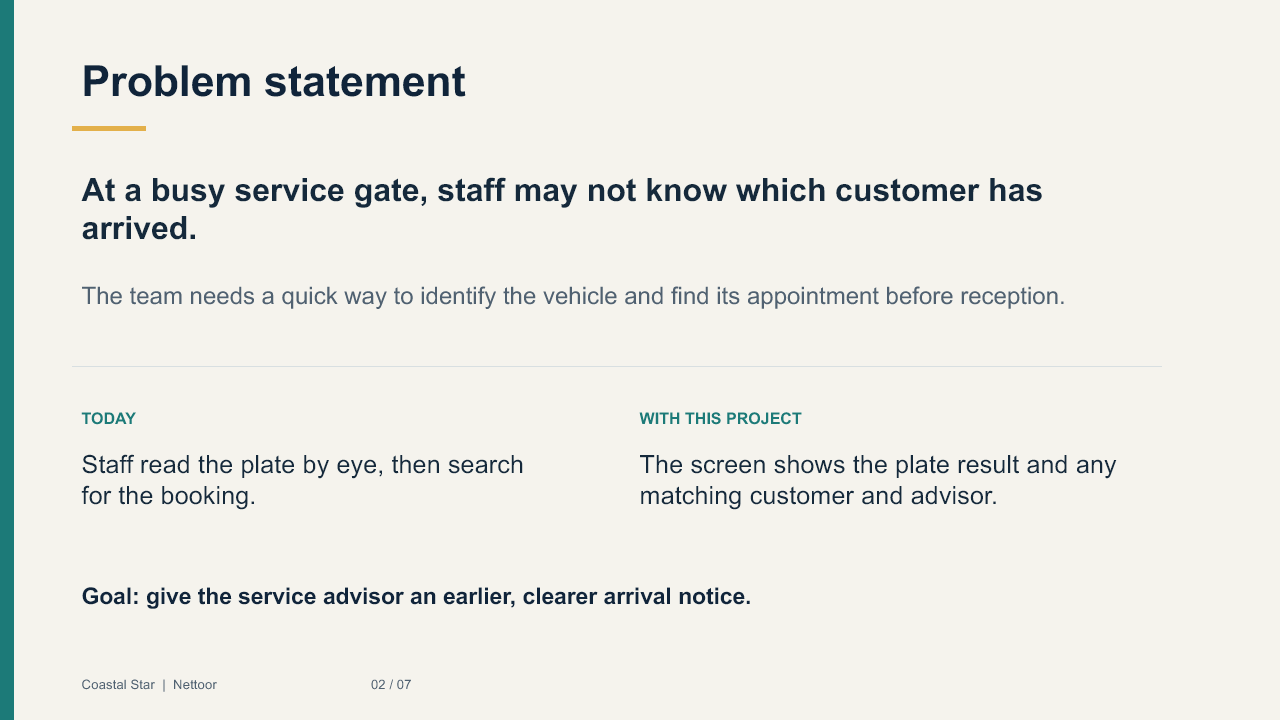 Problem statement
At a busy service gate, staff may not know which customer has
arrived.
The team needs a quick way to identify the vehicle and find its appointment before reception.
TODAY
Staff read the plate by eye, then search
for the booking.
WITH THIS PROJECT
The screen shows the plate result and any
matching customer and advisor.
Goal: give the service advisor an earlier, clearer arrival notice.
Coastal Star | Nettoor
02 / 07